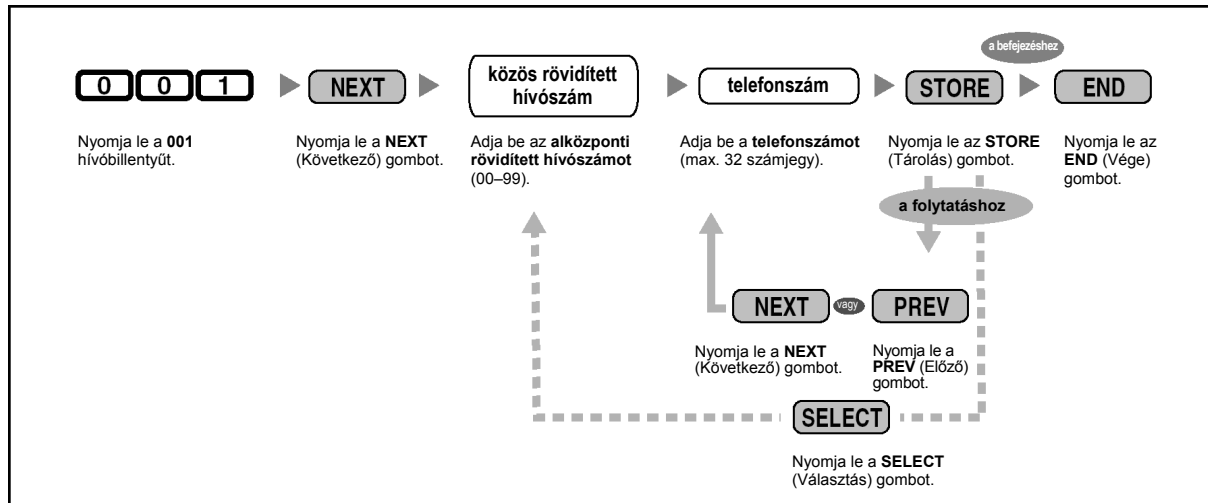 a befejezéshez
0 0 1
NEXT
közös rövidített
hívószám
telefonszám
STORE
END
Nyomja le a 001
hívóbillentyűt.
Nyomja le a NEXT
(Következő) gombot.
Adja be az alközponti
rövidített hívószámot
(00–99).
Adja be a telefonszámot
(max. 32 számjegy).
Nyomja le az STORE
(Tárolás) gombot.
Nyomja le az
END (Vége)
gombot.
a folytatáshoz
NEXT
vagy
PREV
Nyomja le a NEXT
(Következő) gombot.
Nyomja le a
PREV (Előző)
gombot.
SELECT
Nyomja le a SELECT
(Választás) gombot.